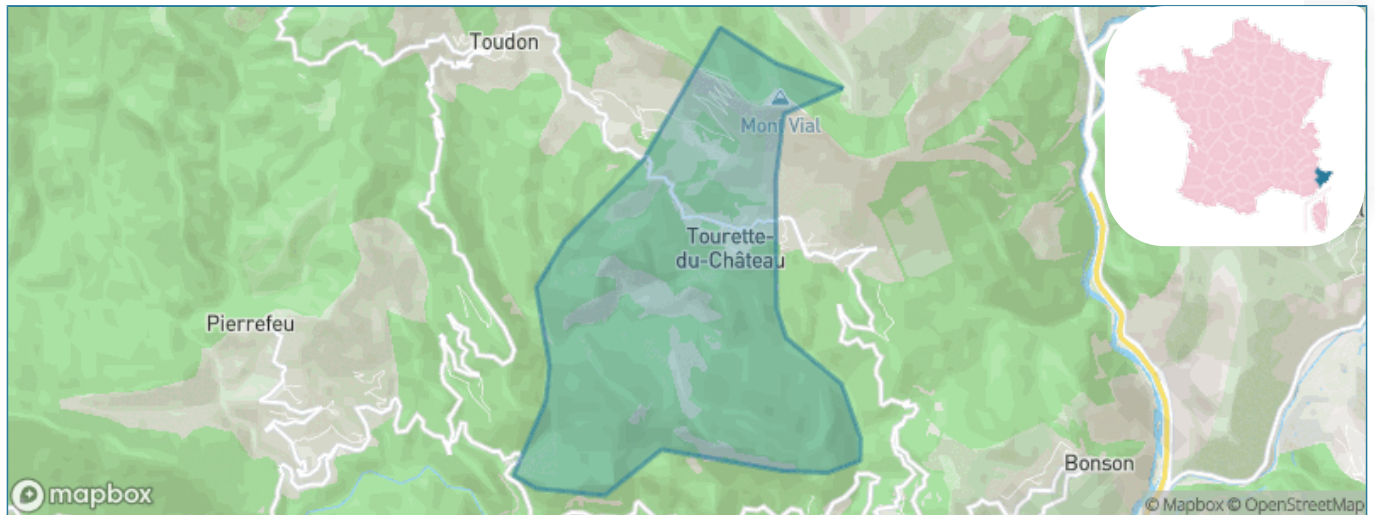 Toudon
Mont Vial
Tourette-
du-Château
Pierrefeu
Bonson
mapbox
© Mapbox © OpenStreetMap